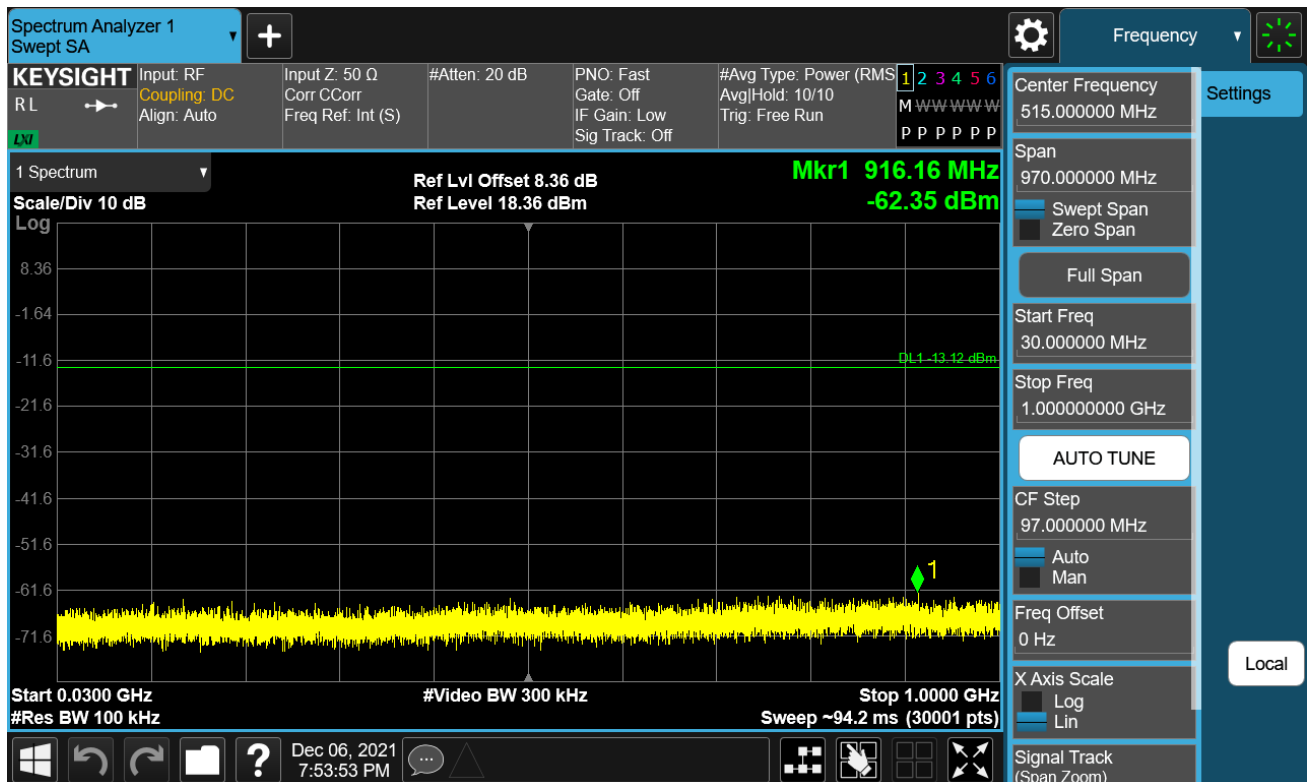 Spectrum Analyzer 1
Swept SA
+
Frequency
KEYSIGHT
R L
LXI
Input: RF
Coupling: DC
Align: Auto
Input Z: 50 Ω
Corr CCorr
Freq Ref: Int (S)
#Atten: 20 dB
PNO: Fast
Gate: Off
IF Gain: Low
Sig Track: Off
#Avg Type: Power (RMS
Avg|Hold: 10/10
Trig: Free Run
1 2 3 4 5 6
M W W W W W
P P P P P P
1 Spectrum
Scale/Div 10 dB
Log
Ref Lvl Offset 8.36 dB
Ref Level 18.36 dBm
Mkr1 916.16 MHz
-62.35 dBm
8.36
-1.64
-11.6
DL1 -13.12 dBm
-21.6
-31.6
-41.6
-51.6
-61.6
-71.6
1
Start 0.0300 GHz
#Res BW 100 kHz
#Video BW 300 kHz
Stop 1.0000 GHz
Sweep ~94.2 ms (30001 pts)
?
Dec 06, 2021
7:53:53 PM
Center Frequency
515.000000 MHz
Span
970.000000 MHz
Swept Span
Zero Span
Full Span
Start Freq
30.000000 MHz
Stop Freq
1.000000000 GHz
AUTO TUNE
CF Step
97.000000 MHz
Auto
Man
Freq Offset
0 Hz
X Axis Scale
Log
Lin
Signal Track
(Span Zoom)
Settings
Local